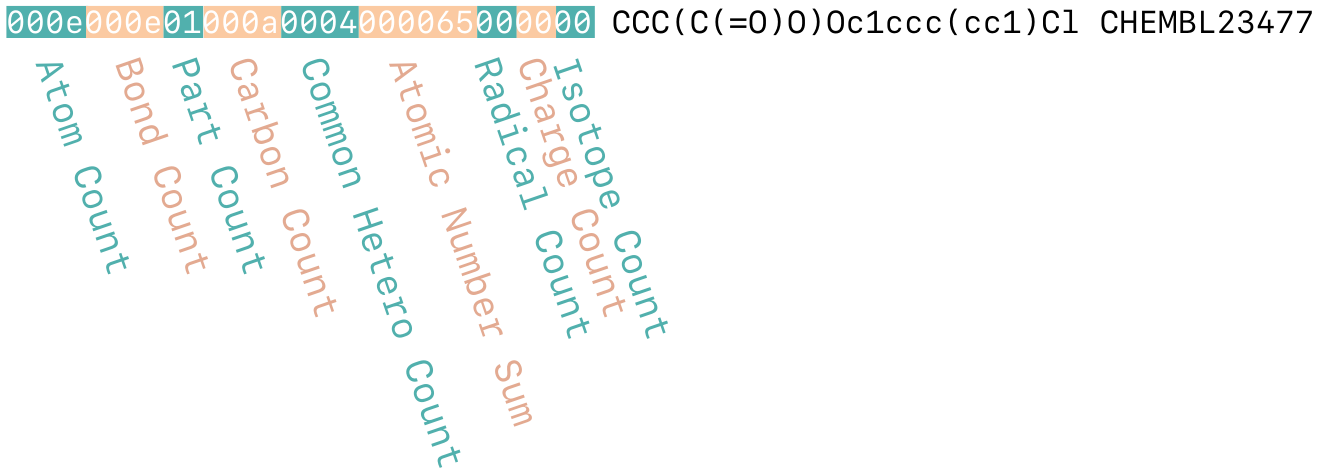 000e000e01000a0004000065000000 CCC(C(=O)O)Oc1ccc(cc1)Cl CHEMBL23477
Atom Count
Bond Count
Part Count
Carbon Count
Common Hetero Count
Atomic Number Sum
Radical Count
Charge Count
Isotope Count